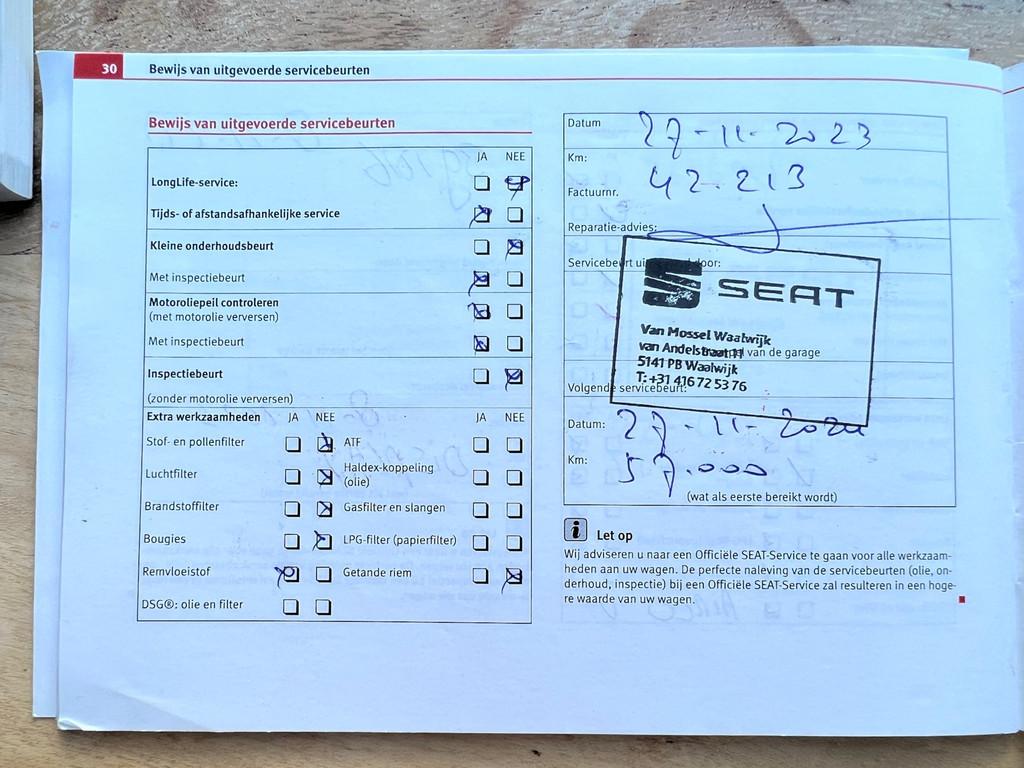 30 Bewijs van uitgevoerde servicebeurten
Bewijs van uitgevoerde servicebeurten
JA NEE
LongLife-service:
Tijds- of afstandsafhankelijke service
Kleine onderhoudsbeurt
Met inspectiebeurt
Motoroliepeil controleren
(met motorolie verversen)
Met inspectiebeurt
Inspectiebeurt
(zonder motorolie verversen)
Extra werkzaamheden JA NEE JA NEE
Stof- en pollenfilter ATF
Luchtfilter Haldex-koppeling
(olie)
Brandstoffilter Gasfilter en slangen
Bougies LPG-filter (papierfilter)
Remvloeistof Getande riem
DSG®: olie en filter
Datum 27-11-2023
Km: 42.213
Factuurnr.
Reparatie-advies:
Servicebeurt door:
SEAT
Van Mossel Waalwijk
van Andelstraat 11
van de garage
5141 PB Waalwijk
T: +31 416 72 53 76
Volgende servicebeurt:
Datum: 27-11-2024
Km: 57.000
(wat als eerste bereikt wordt)
i Let op
Wij adviseren u naar een Officiële SEAT-Service te gaan voor alle werkzaam-
heden aan uw wagen. De perfecte naleving van de servicebeurten (olie, on-
derhoud, inspectie) bij een Officiële SEAT-Service zal resulteren in een hoge-
re waarde van uw wagen.